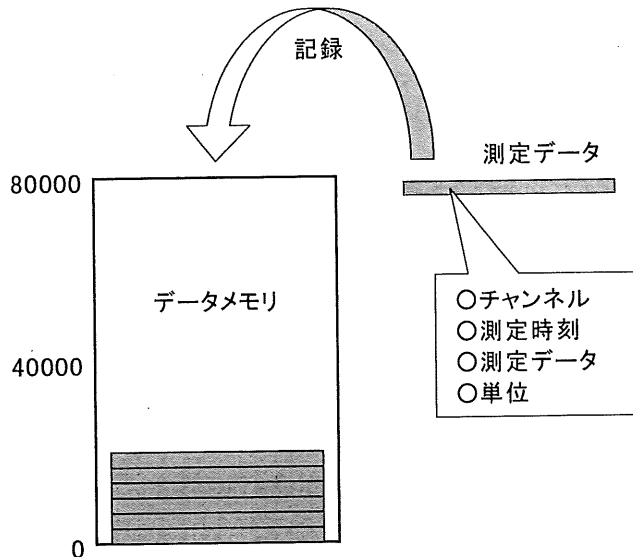 記録
測定データ
80000
データメモリ
○チャンネル
○測定時刻
○測定データ
○単位
40000
0